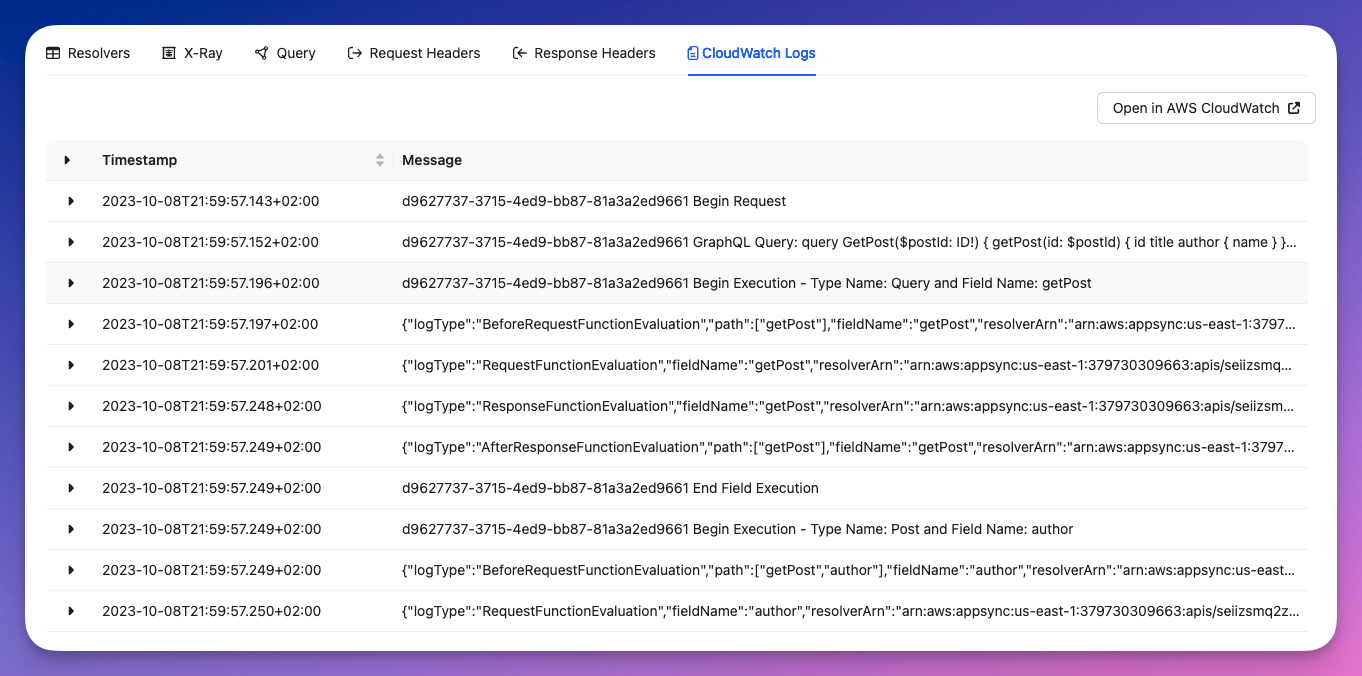 Resolvers X-Ray Query Request Headers Response Headers CloudWatch Logs
Open in AWS CloudWatch
Timestamp Message
2023-10-08T21:59:57.143+02:00 d9627737-3715-4ed9-bb87-81a3a2ed9661 Begin Request
2023-10-08T21:59:57.152+02:00 d9627737-3715-4ed9-bb87-81a3a2ed9661 GraphQL Query: query GetPost($postId: ID!) { getPost(id: $postId) { id title author { name } }...
2023-10-08T21:59:57.196+02:00 d9627737-3715-4ed9-bb87-81a3a2ed9661 Begin Execution - Type Name: Query and Field Name: getPost
2023-10-08T21:59:57.197+02:00 {"logType":"BeforeRequestFunctionEvaluation","path":["getPost"],"fieldName":"getPost","resolverArn":"arn:aws:appsync:us-east-1:3797...
2023-10-08T21:59:57.201+02:00 {"logType":"RequestFunctionEvaluation","fieldName":"getPost","resolverArn":"arn:aws:appsync:us-east-1:379730309663:apis/seiizsmq...
2023-10-08T21:59:57.248+02:00 {"logType":"ResponseFunctionEvaluation","fieldName":"getPost","resolverArn":"arn:aws:appsync:us-east-1:379730309663:apis/seiizsm...
2023-10-08T21:59:57.249+02:00 {"logType":"AfterResponseFunctionEvaluation","path":["getPost"],"fieldName":"getPost","resolverArn":"arn:aws:appsync:us-east-1:3797...
2023-10-08T21:59:57.249+02:00 d9627737-3715-4ed9-bb87-81a3a2ed9661 End Field Execution
2023-10-08T21:59:57.249+02:00 d9627737-3715-4ed9-bb87-81a3a2ed9661 Begin Execution - Type Name: Post and Field Name: author
2023-10-08T21:59:57.249+02:00 {"logType":"BeforeRequestFunctionEvaluation","path":["getPost","author"],"fieldName":"author","resolverArn":"arn:aws:appsync:us-east...
2023-10-08T21:59:57.250+02:00 {"logType":"RequestFunctionEvaluation","fieldName":"author","resolverArn":"arn:aws:appsync:us-east-1:379730309663:apis/seiizsmq2z...